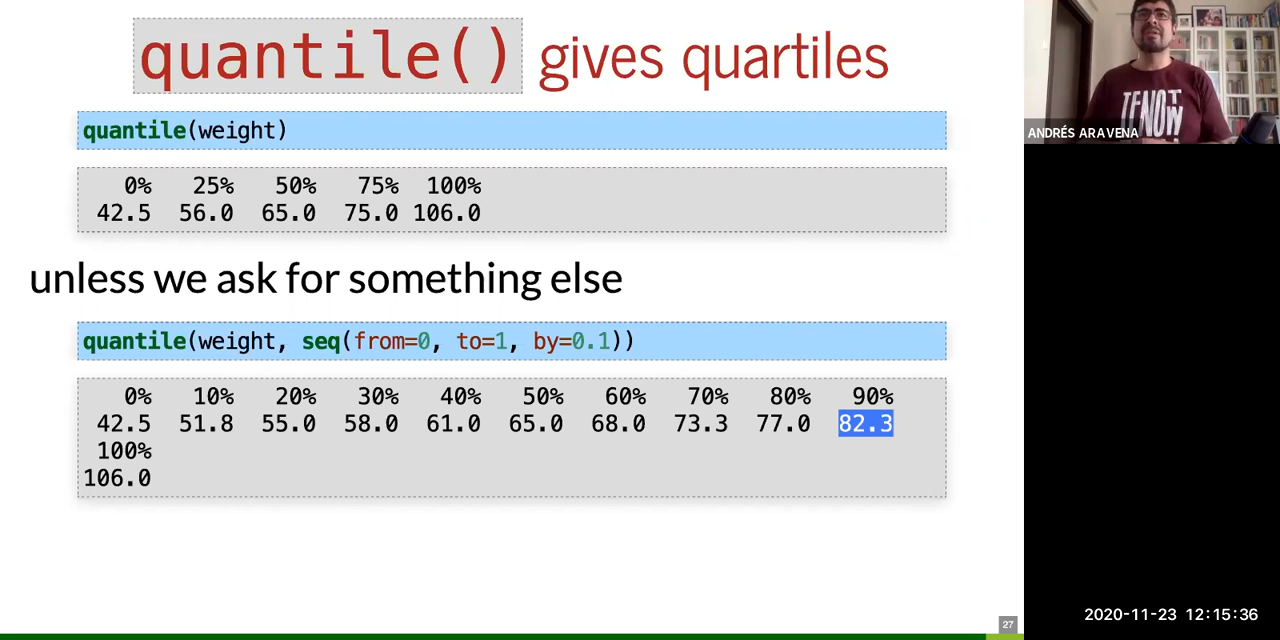 quantile() gives quartiles
quantile(weight)
0% 25% 50% 75% 100%
42.5 56.0 65.0 75.0 106.0
unless we ask for something else
quantile(weight, seq(from=0, to=1, by=0.1))
0% 10% 20% 30% 40% 50% 60% 70% 80% 90%
42.5 51.8 55.0 58.0 61.0 65.0 68.0 73.3 77.0 82.3
100%
106.0
27
ANDRÉS ARAVENA
2020-11-23 12:15:36